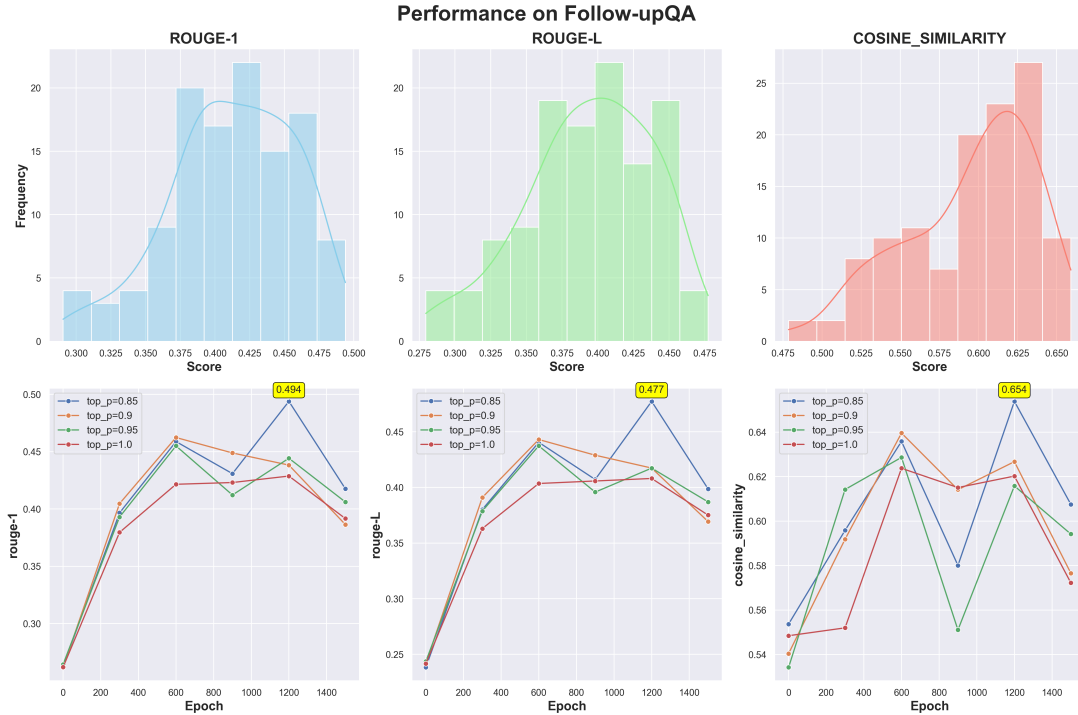 Performance on Follow-upQA
ROUGE-1
ROUGE-L
COSINE_SIMILARITY
Frequency
20
15
10
5
0
0.300 0.325 0.350 0.375 0.400 0.425 0.450 0.475 0.500
Score
20
15
10
5
0
0.275 0.300 0.325 0.350 0.375 0.400 0.425 0.450 0.475
Score
25
20
15
10
5
0
0.475 0.500 0.525 0.550 0.575 0.600 0.625 0.650
Score
rouge-1
0.50
0.45
0.40
0.35
0.30
top_p=0.85
top_p=0.9
top_p=0.95
top_p=1.0
0.494
0 200 400 600 800 1000 1200 1400
Epoch
rouge-L
0.45
0.40
0.35
0.30
0.25
top_p=0.85
top_p=0.9
top_p=0.95
top_p=1.0
0.477
0 200 400 600 800 1000 1200 1400
Epoch
cosine_similarity
0.64
0.62
0.60
0.58
0.56
0.54
top_p=0.85
top_p=0.9
top_p=0.95
top_p=1.0
0.654
0 200 400 600 800 1000 1200 1400
Epoch